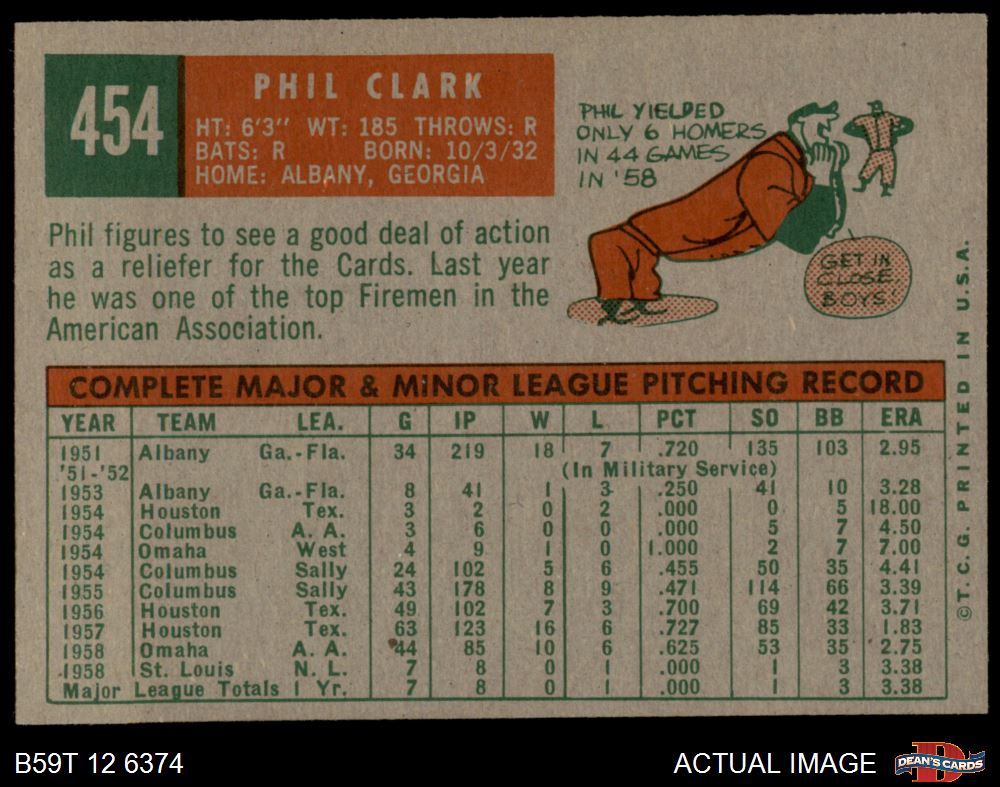 454
PHIL CLARK
HT: 6'3" WT: 185 THROWS: R
BATS: R BORN: 10/3/32
HOME: ALBANY, GEORGIA
PHIL YIELDED
ONLY 6 HOMERS
IN 44 GAMES
IN '58
GET IN
CLOSE
BOYS
Phil figures to see a good deal of action
as a reliefer for the Cards. Last year
he was one of the top Firemen in the
American Association.
COMPLETE MAJOR & MINOR LEAGUE PITCHING RECORD
YEAR TEAM LEA. G IP W L PCT SO BB ERA
1951 Albany Ga.-Fla. 34 219 18 7 .720 135 103 2.95
'51-'52 (In Military Service)
1953 Albany Ga.-Fla. 8 41 1 3 .250 41 10 3.28
1954 Houston Tex. 3 2 0 2 .000 0 5 18.00
1954 Columbus A. A. 3 6 0 0 .000 5 7 4.50
1954 Omaha West 4 9 1 0 1.000 2 7 7.00
1954 Columbus Sally 24 102 5 6 .455 50 35 4.41
1955 Columbus Sally 43 178 8 9 .471 114 66 3.39
1956 Houston Tex. 49 102 7 3 .700 69 42 3.71
1957 Houston Tex. 63 123 16 6 .727 85 33 1.83
1958 Omaha A. A. 44 85 10 6 .625 53 35 2.75
1958 St. Louis N. L. 7 8 0 1 .000 1 3 3.38
Major League Totals 1 Yr. 7 8 0 1 .000 1 3 3.38
©T.C.G. PRINTED IN U.S.A.
B59T 12 6374
ACTUAL IMAGE
DEAN'S CARDS